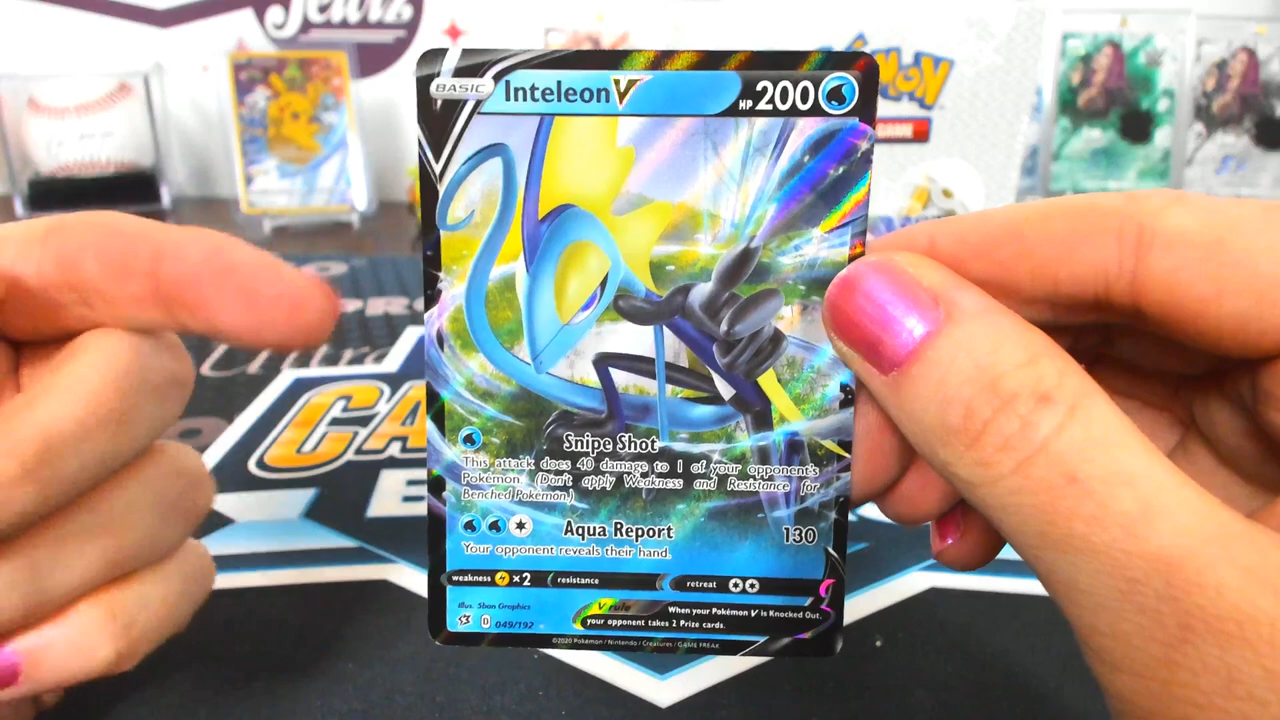 BASIC
Inteleon V
HP 200
Snipe Shot
This attack does 40 damage to 1 of your opponent's
Pokémon. (Don't apply Weakness and Resistance for
Benched Pokémon.)
Aqua Report 130
Your opponent reveals their hand.
weakness ×2 resistance retreat
Illus. 5ban Graphics
V rule When your Pokémon V is Knocked Out,
your opponent takes 2 Prize cards.
D 049/192
©2020 Pokémon / Nintendo / Creatures / GAME FREAK
Ultra
CA